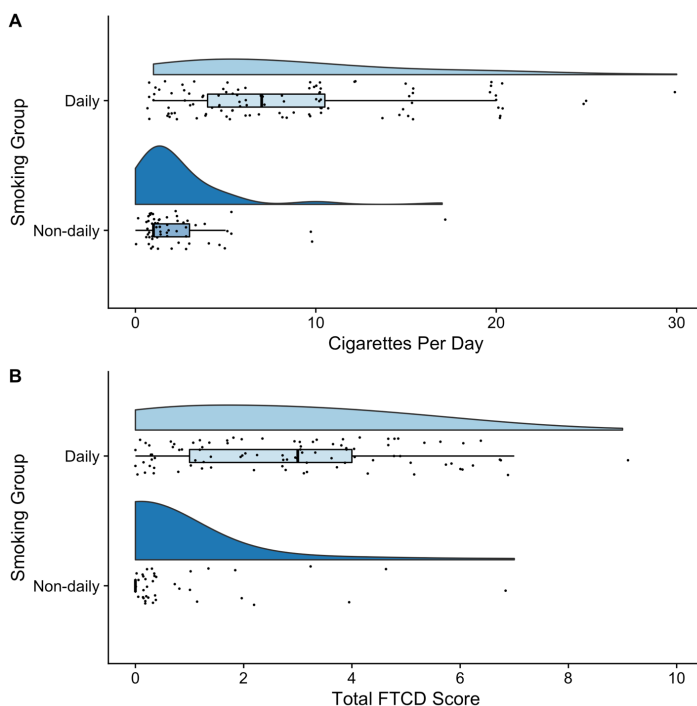 A
Smoking Group
Daily
Non-daily
0 10 20 30
Cigarettes Per Day
B
Smoking Group
Daily
Non-daily
0 2 4 6 8 10
Total FTCD Score